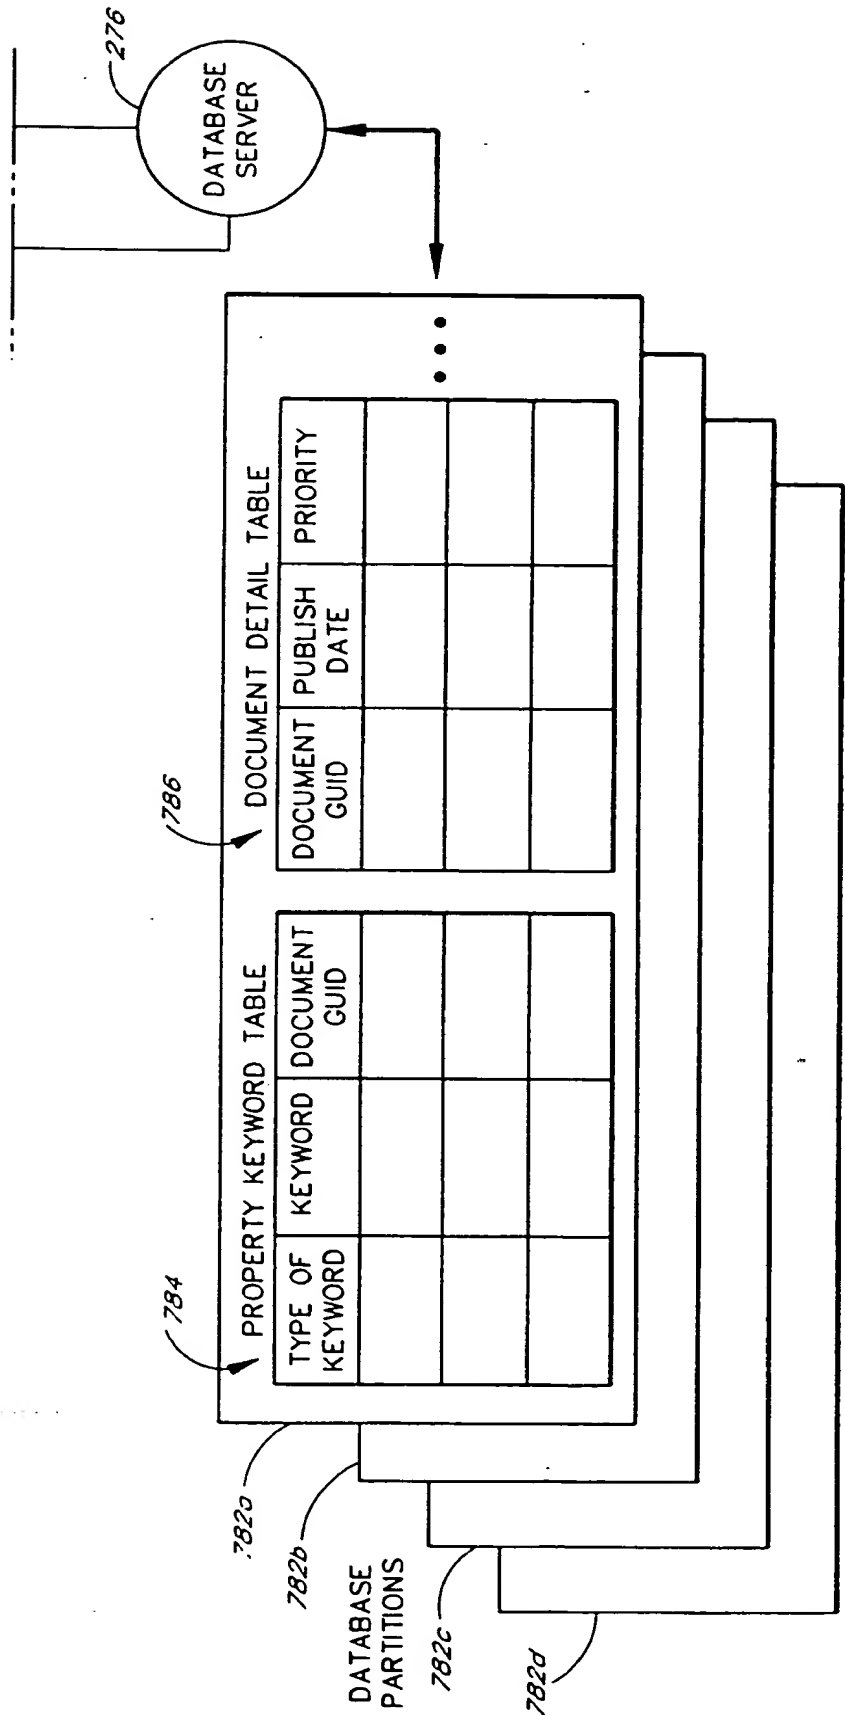 276
DATABASE
SERVER
784
PROPERTY KEYWORD TABLE
TYPE OF
KEYWORD
KEYWORD
DOCUMENT
GUID
786
DOCUMENT DETAIL TABLE
DOCUMENT
GUID
PUBLISH
DATE
PRIORITY
782a
782b
DATABASE
PARTITIONS
782c
782d